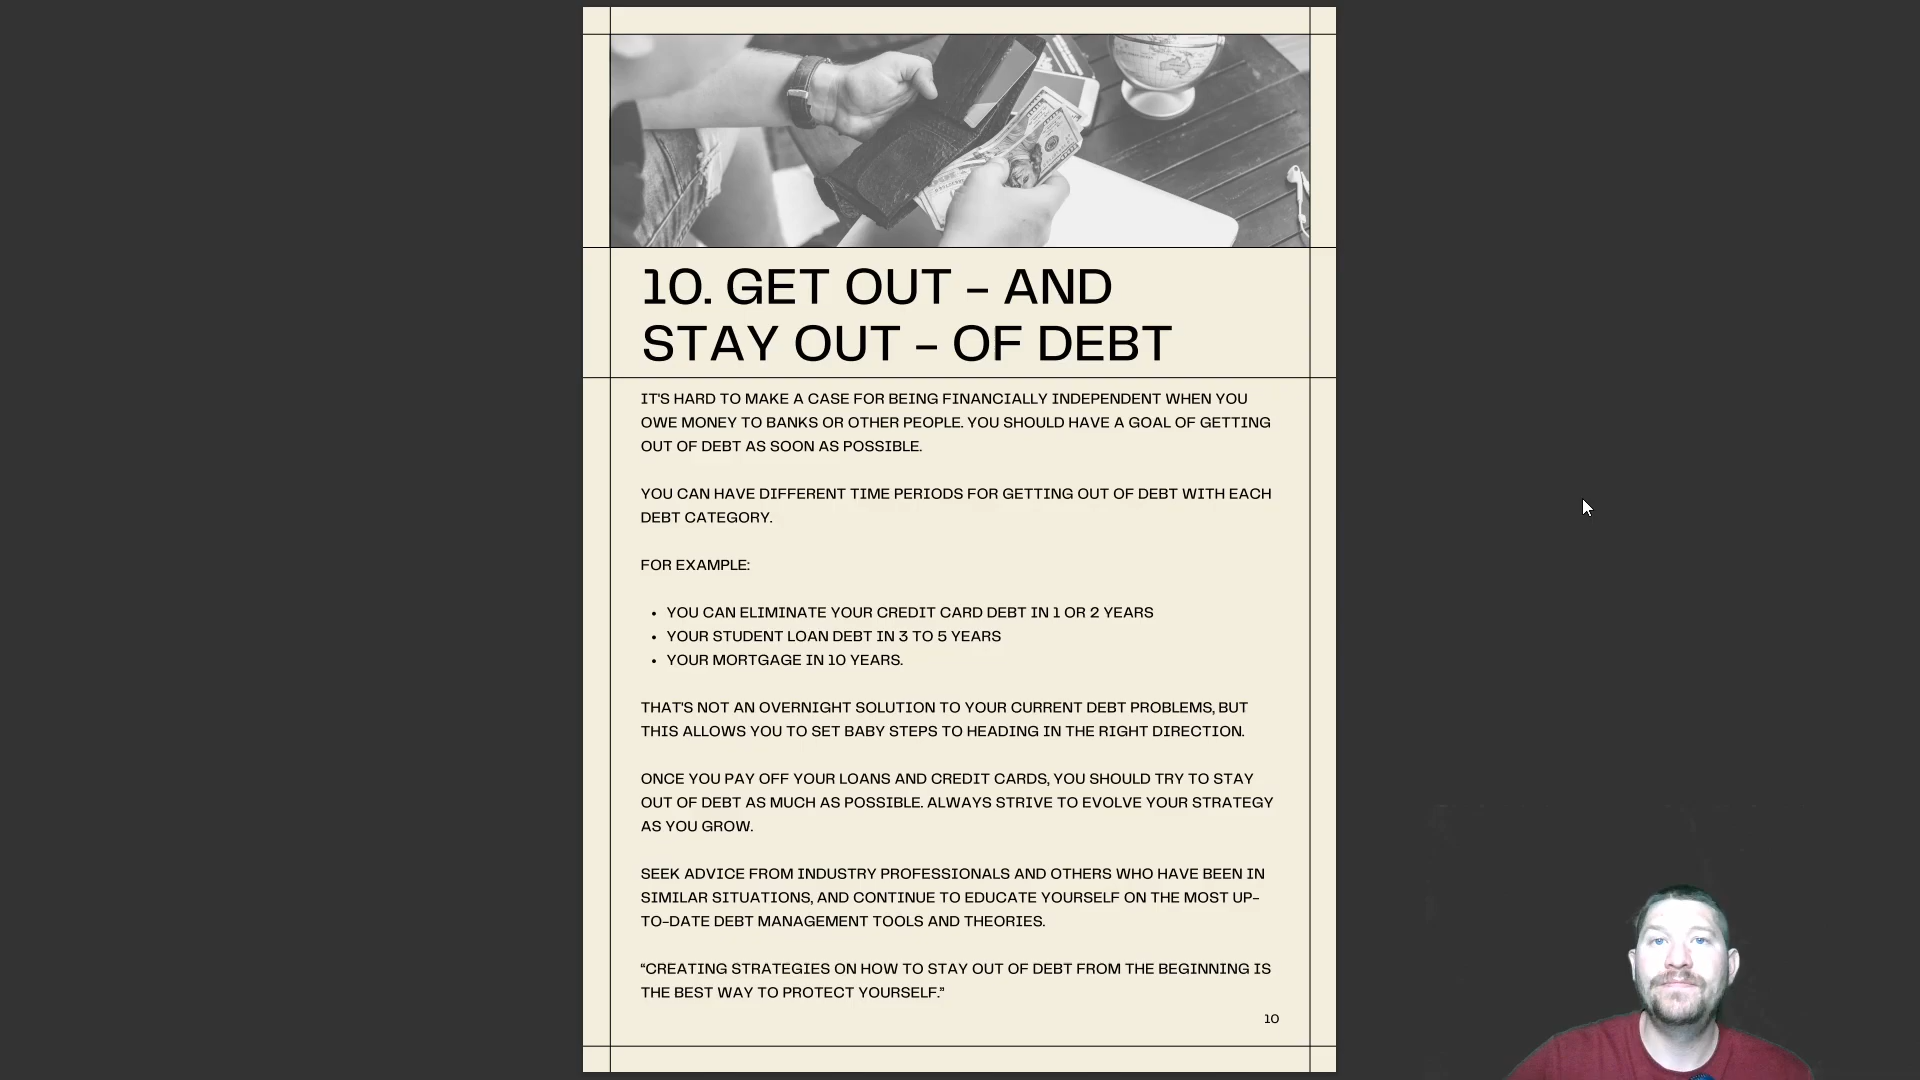 10. GET OUT – AND
STAY OUT – OF DEBT
IT'S HARD TO MAKE A CASE FOR BEING FINANCIALLY INDEPENDENT WHEN YOU
OWE MONEY TO BANKS OR OTHER PEOPLE. YOU SHOULD HAVE A GOAL OF GETTING
OUT OF DEBT AS SOON AS POSSIBLE.
YOU CAN HAVE DIFFERENT TIME PERIODS FOR GETTING OUT OF DEBT WITH EACH
DEBT CATEGORY.
FOR EXAMPLE:
• YOU CAN ELIMINATE YOUR CREDIT CARD DEBT IN 1 OR 2 YEARS
• YOUR STUDENT LOAN DEBT IN 3 TO 5 YEARS
• YOUR MORTGAGE IN 10 YEARS.
THAT'S NOT AN OVERNIGHT SOLUTION TO YOUR CURRENT DEBT PROBLEMS, BUT
THIS ALLOWS YOU TO SET BABY STEPS TO HEADING IN THE RIGHT DIRECTION.
ONCE YOU PAY OFF YOUR LOANS AND CREDIT CARDS, YOU SHOULD TRY TO STAY
OUT OF DEBT AS MUCH AS POSSIBLE. ALWAYS STRIVE TO EVOLVE YOUR STRATEGY
AS YOU GROW.
SEEK ADVICE FROM INDUSTRY PROFESSIONALS AND OTHERS WHO HAVE BEEN IN
SIMILAR SITUATIONS, AND CONTINUE TO EDUCATE YOURSELF ON THE MOST UP-
TO-DATE DEBT MANAGEMENT TOOLS AND THEORIES.
“CREATING STRATEGIES ON HOW TO STAY OUT OF DEBT FROM THE BEGINNING IS
THE BEST WAY TO PROTECT YOURSELF.”
10